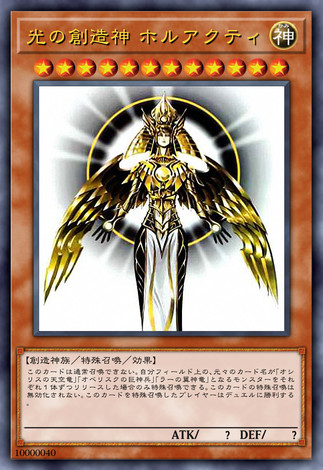 光の創造神 ホルアクティ
神
[創造神族／特殊召喚／効果]
このカードは通常召喚できない。自分フィールド上の、元々のカード名が「オシ
リスの天空竜」「オベリスクの巨神兵」「ラーの翼神竜」となるモンスターをそれ
ぞれ１体ずつリリースした場合のみ特殊召喚できる。このカードの特殊召喚は
無効化されない。このカードを特殊召喚したプレイヤーはデュエルに勝利す
る。
ATK/ ? DEF/ ?
10000040